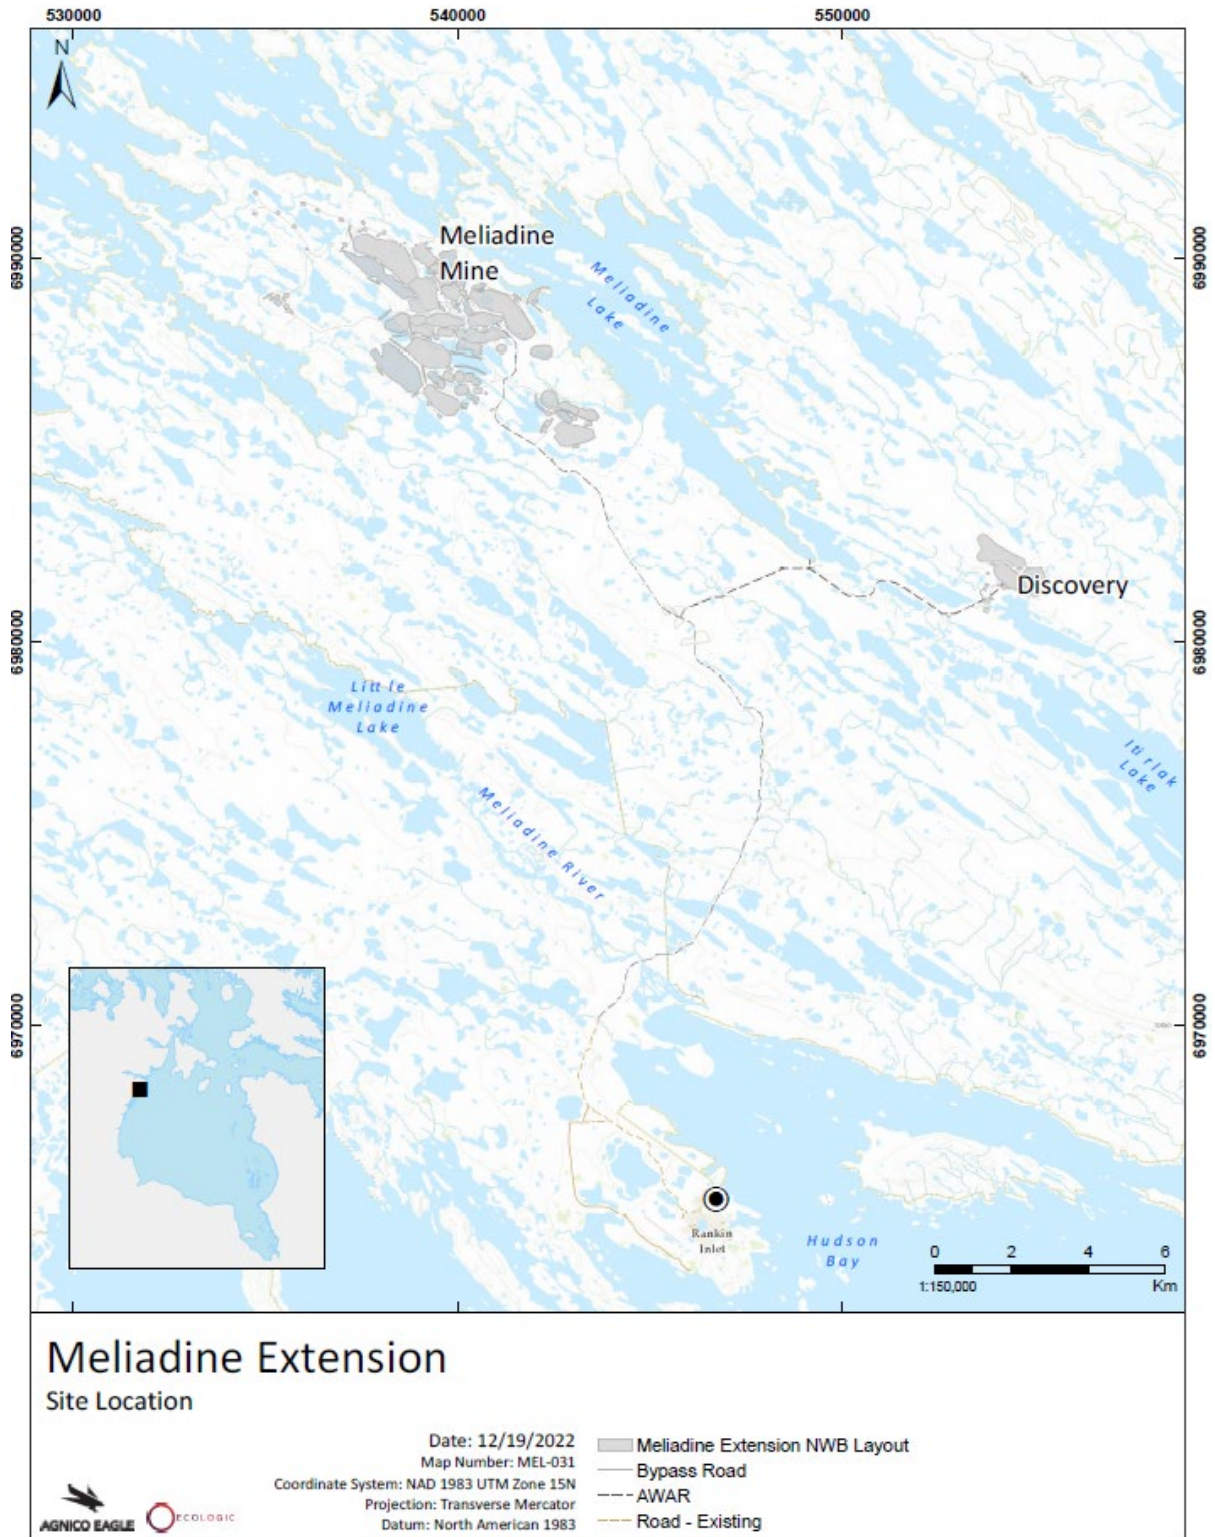 530000
540000
550000
N
6990000
6990000
Meliadine
Mine
Meliadine
Lake
Discovery
6980000
6980000
Little
Meliadine
Lake
Itirlak
Lake
Meliadine River
6970000
6970000
Rankin
Inlet
Hudson
Bay
0 2 4 6
1:150,000 Km
Meliadine Extension
Site Location
Date: 12/19/2022
Map Number: MEL-031
Coordinate System: NAD 1983 UTM Zone 15N
Projection: Transverse Mercator
Datum: North American 1983
Meliadine Extension NWB Layout
Bypass Road
AWAR
Road - Existing
AGNICO EAGLE
ECOLOGIC